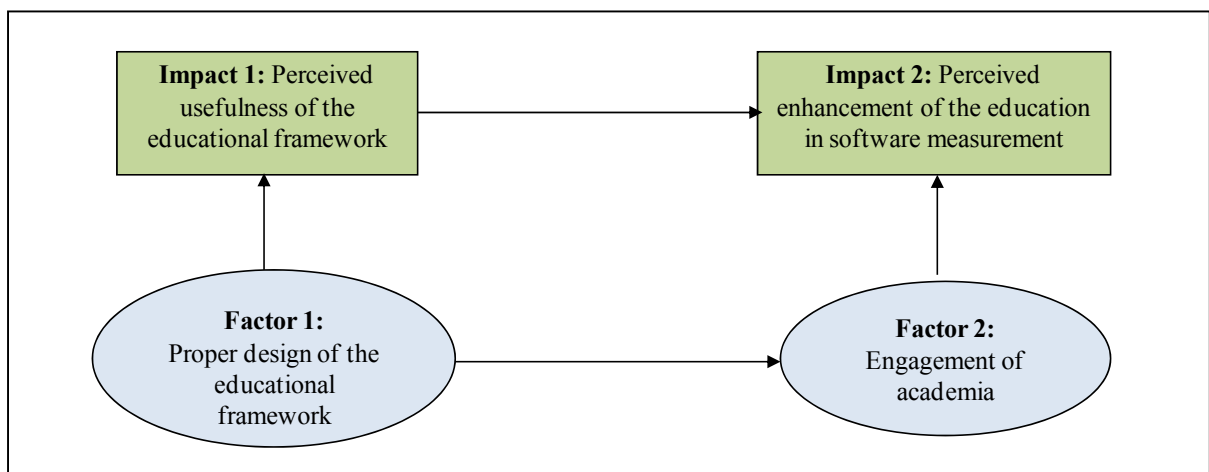 Impact 1: Perceived
usefulness of the
educational framework
Impact 2: Perceived
enhancement of the education
in software measurement
Factor 1:
Proper design of the
educational
framework
Factor 2:
Engagement of
academia